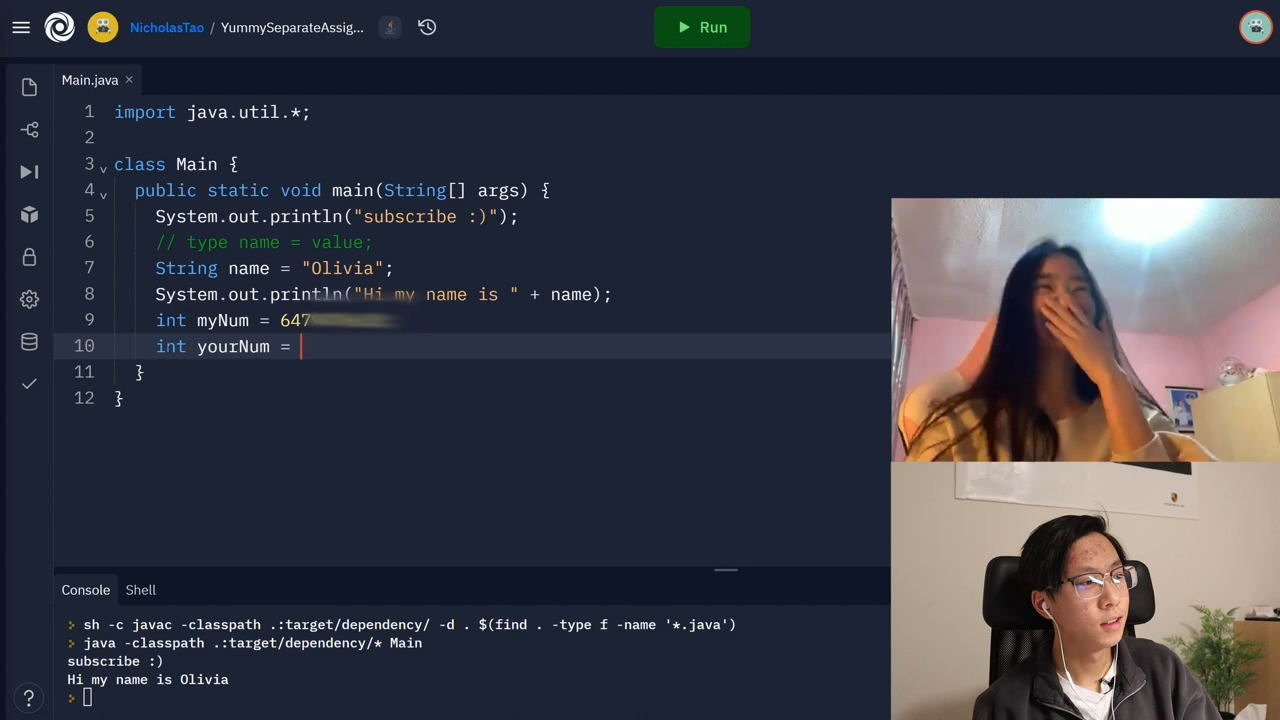 NicholasTao / YummySeparateAssig...
Run
Main.java ×
1 import java.util.*;
2
3 class Main {
4 public static void main(String[] args) {
5 System.out.println("subscribe :)");
6 // type name = value;
7 String name = "Olivia";
8 System.out.println("Hi my name is " + name);
9 int myNum = 647
10 int yourNum =
11 }
12 }
Console Shell
sh -c javac -classpath .:target/dependency/ -d . $(find . -type f -name '*.java')
java -classpath .:target/dependency/* Main
subscribe :)
Hi my name is Olivia
?